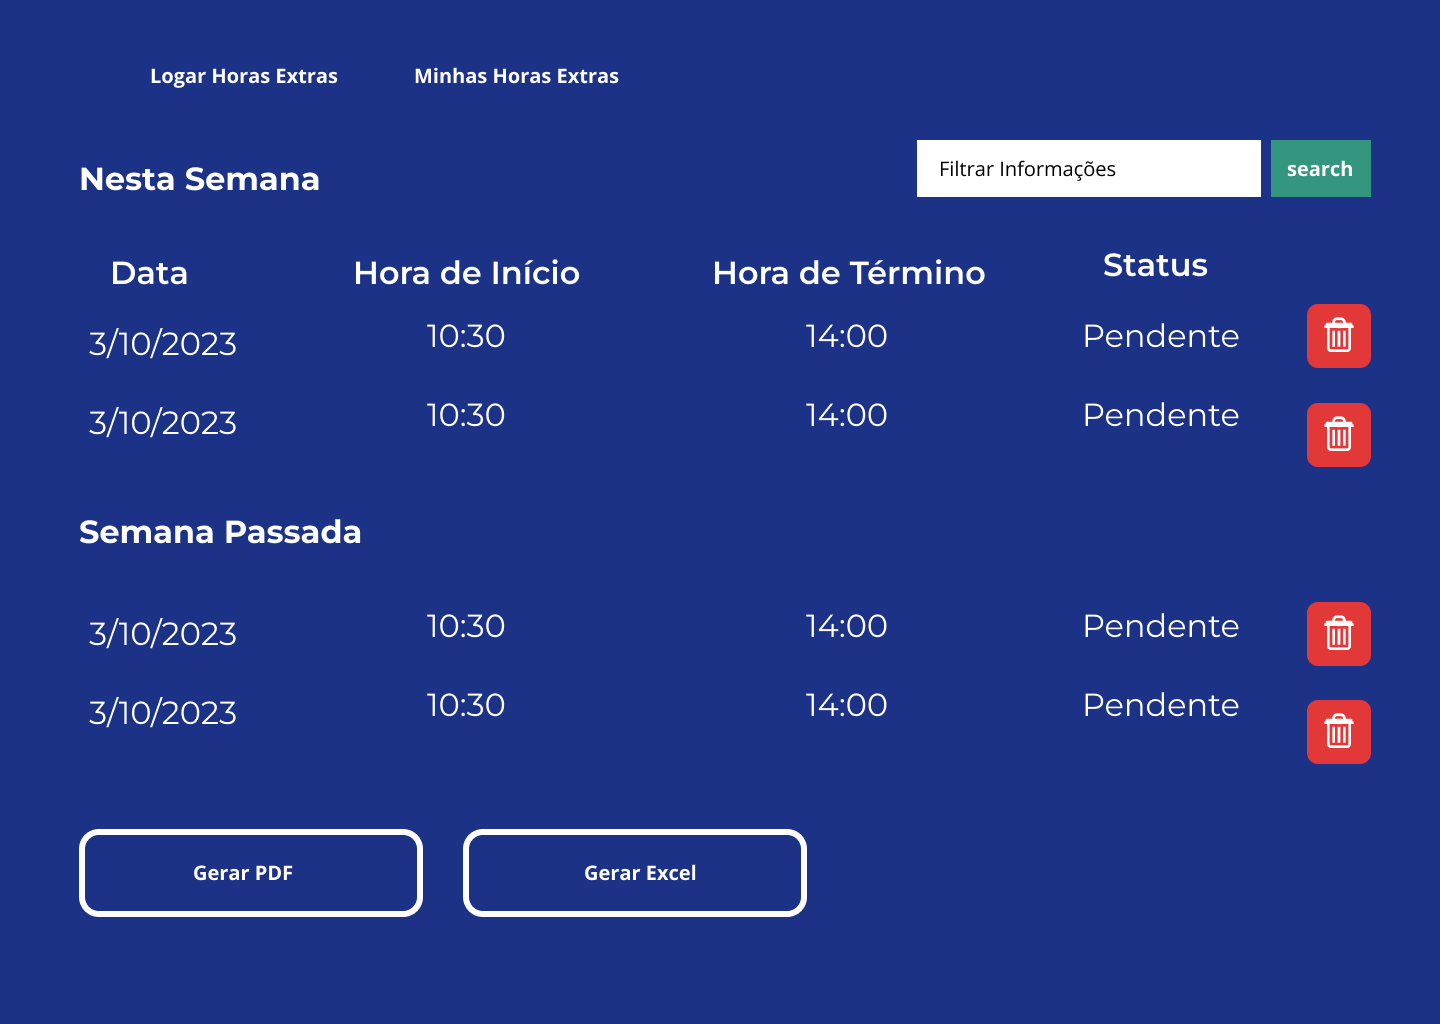 Logar Horas Extras Minhas Horas Extras
Nesta Semana
Filtrar Informações search
Data Hora de Início Hora de Término Status
3/10/2023 10:30 14:00 Pendente
3/10/2023 10:30 14:00 Pendente
Semana Passada
3/10/2023 10:30 14:00 Pendente
3/10/2023 10:30 14:00 Pendente
Gerar PDF Gerar Excel